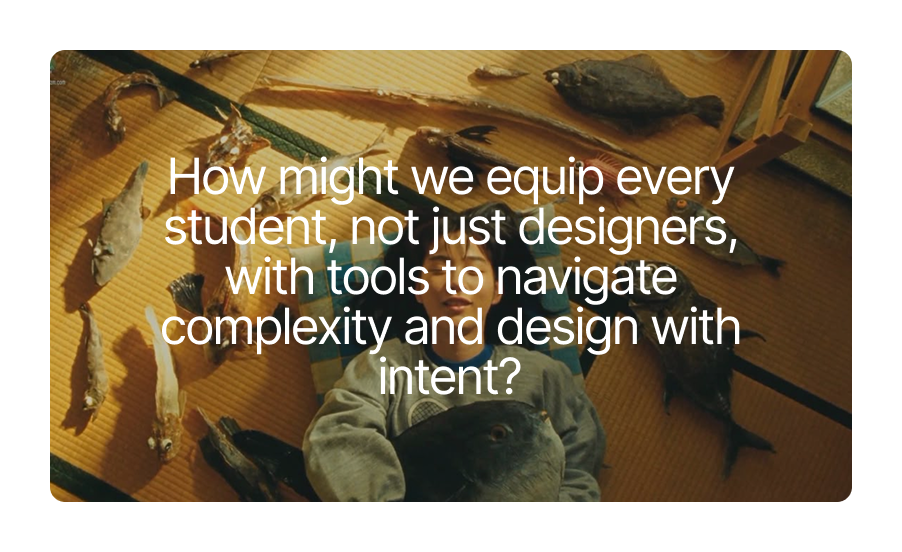 How might we equip every
student, not just designers,
with tools to navigate
complexity and design with
intent?